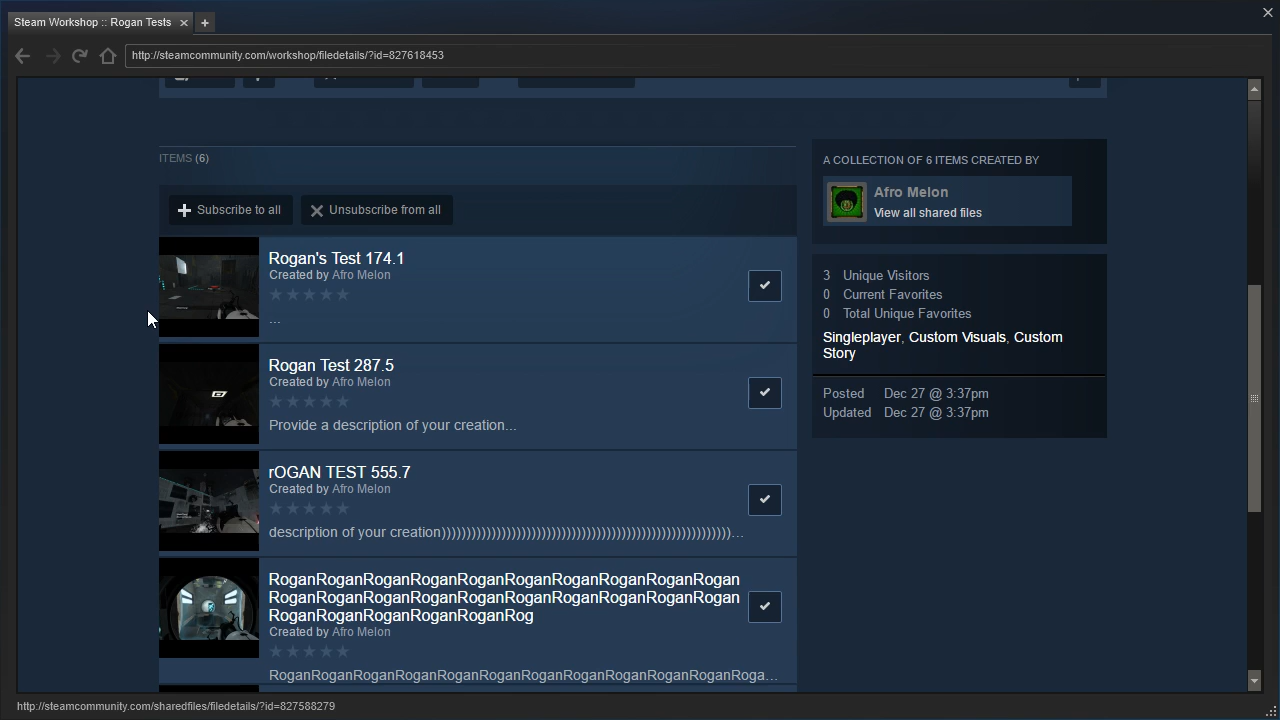 Steam Workshop :: Rogan Tests
http://steamcommunity.com/workshop/filedetails/?id=827618453
ITEMS (6)
Subscribe to all
Unsubscribe from all
Rogan's Test 174.1
Created by Afro Melon
...
Rogan Test 287.5
Created by Afro Melon
Provide a description of your creation...
rOGAN TEST 555.7
Created by Afro Melon
description of your creation))))))))))))))))))))))))))))))))))))))))))))))))))))))))))...
RoganRoganRoganRoganRoganRoganRoganRoganRoganRogan
RoganRoganRoganRoganRoganRoganRoganRoganRoganRogan
RoganRoganRoganRoganRoganRog
Created by Afro Melon
RoganRoganRoganRoganRoganRoganRoganRoganRoganRoganRoga...
A COLLECTION OF 6 ITEMS CREATED BY
Afro Melon
View all shared files
3 Unique Visitors
0 Current Favorites
0 Total Unique Favorites
Singleplayer, Custom Visuals, Custom
Story
Posted Dec 27 @ 3:37pm
Updated Dec 27 @ 3:37pm
http://steamcommunity.com/sharedfiles/filedetails/?id=827588279